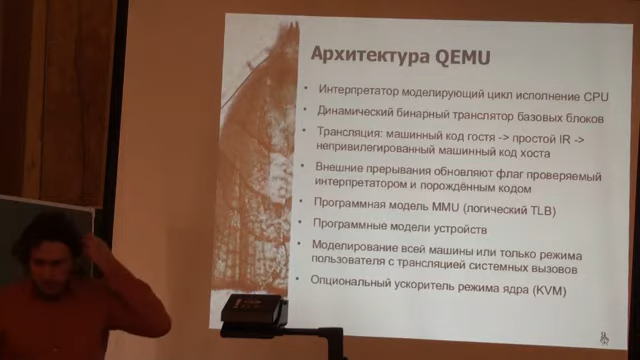 Архитектура QEMU
• Интерпретатор моделирующий цикл исполнение CPU
• Динамический бинарный транслятор базовых блоков
• Трансляция: машинный код гостя -> простой IR ->
непривилегированный машинный код хоста
• Внешние прерывания обновляют флаг проверяемый
интерпретатором и порождённым кодом
• Программная модель MMU (логический TLB)
• Программные модели устройств
• Моделирование всей машины или только режима
пользователя с трансляцией системных вызовов
• Опциональный ускоритель режима ядра (KVM)